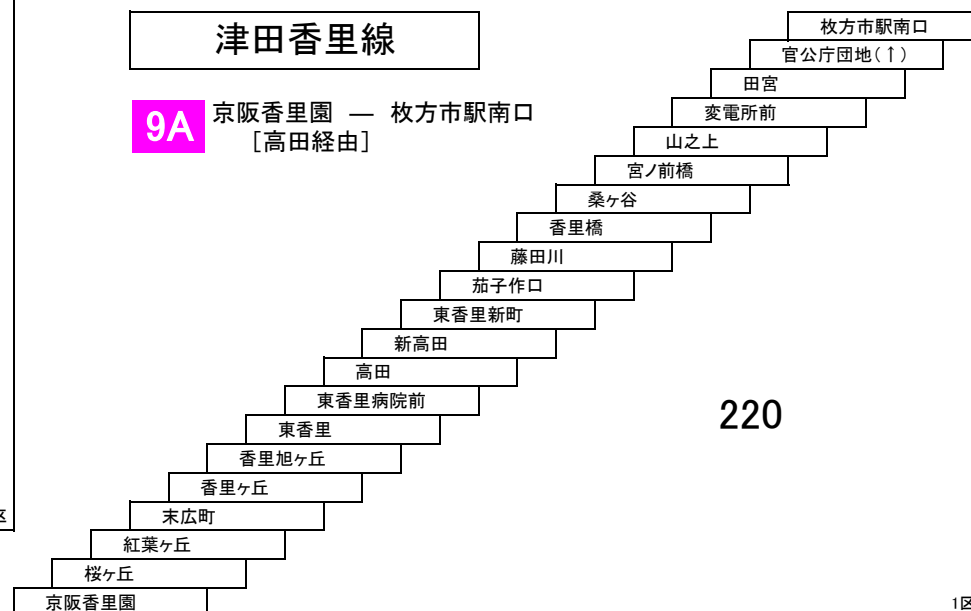 津田香里線
9A
京阪香里園 ― 枚方市駅南口
[高田経由]
枚方市駅南口
官公庁団地(↑)
田宮
変電所前
山之上
宮ノ前橋
桑ヶ谷
香里橋
藤田川
茄子作口
東香里新町
新高田
高田
東香里病院前
東香里
香里旭ヶ丘
香里ヶ丘
末広町
紅葉ヶ丘
桜ヶ丘
京阪香里園
220
区
1区